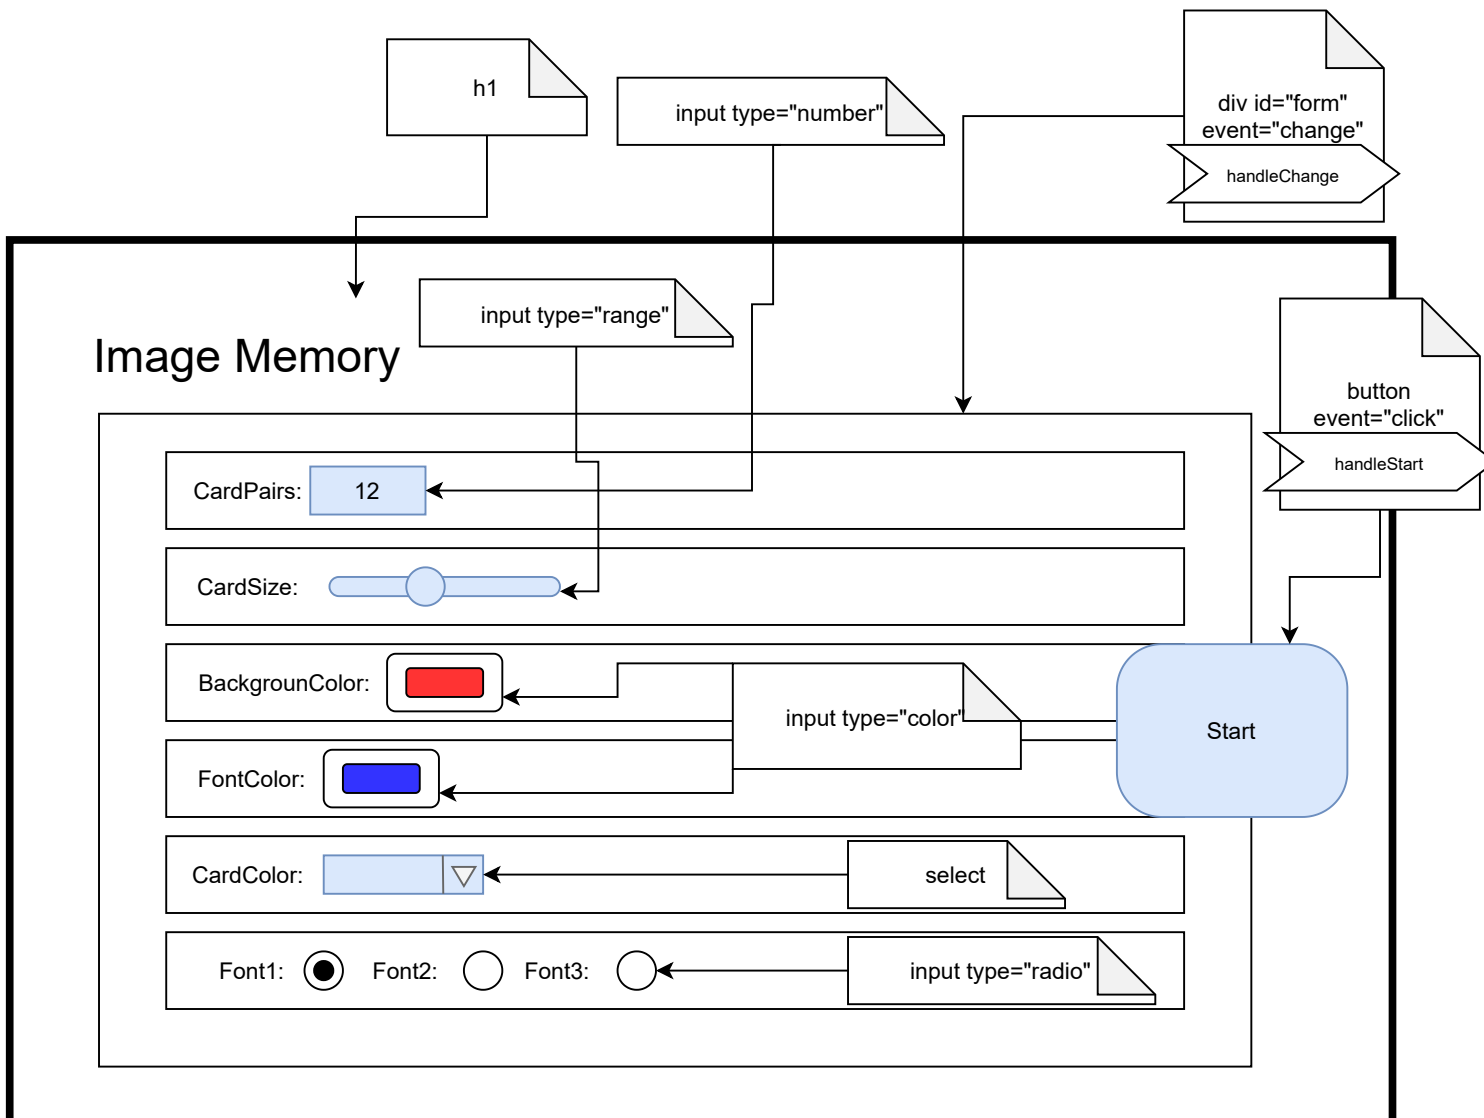 h1
input type="number"
div id="form"
event="change"
handleChange
input type="range"
Image Memory
button
event="click"
handleStart
CardPairs: 12
CardSize:
BackgrounColor:
input type="color"
Start
FontColor:
CardColor:
select
Font1: Font2: Font3:
input type="radio"